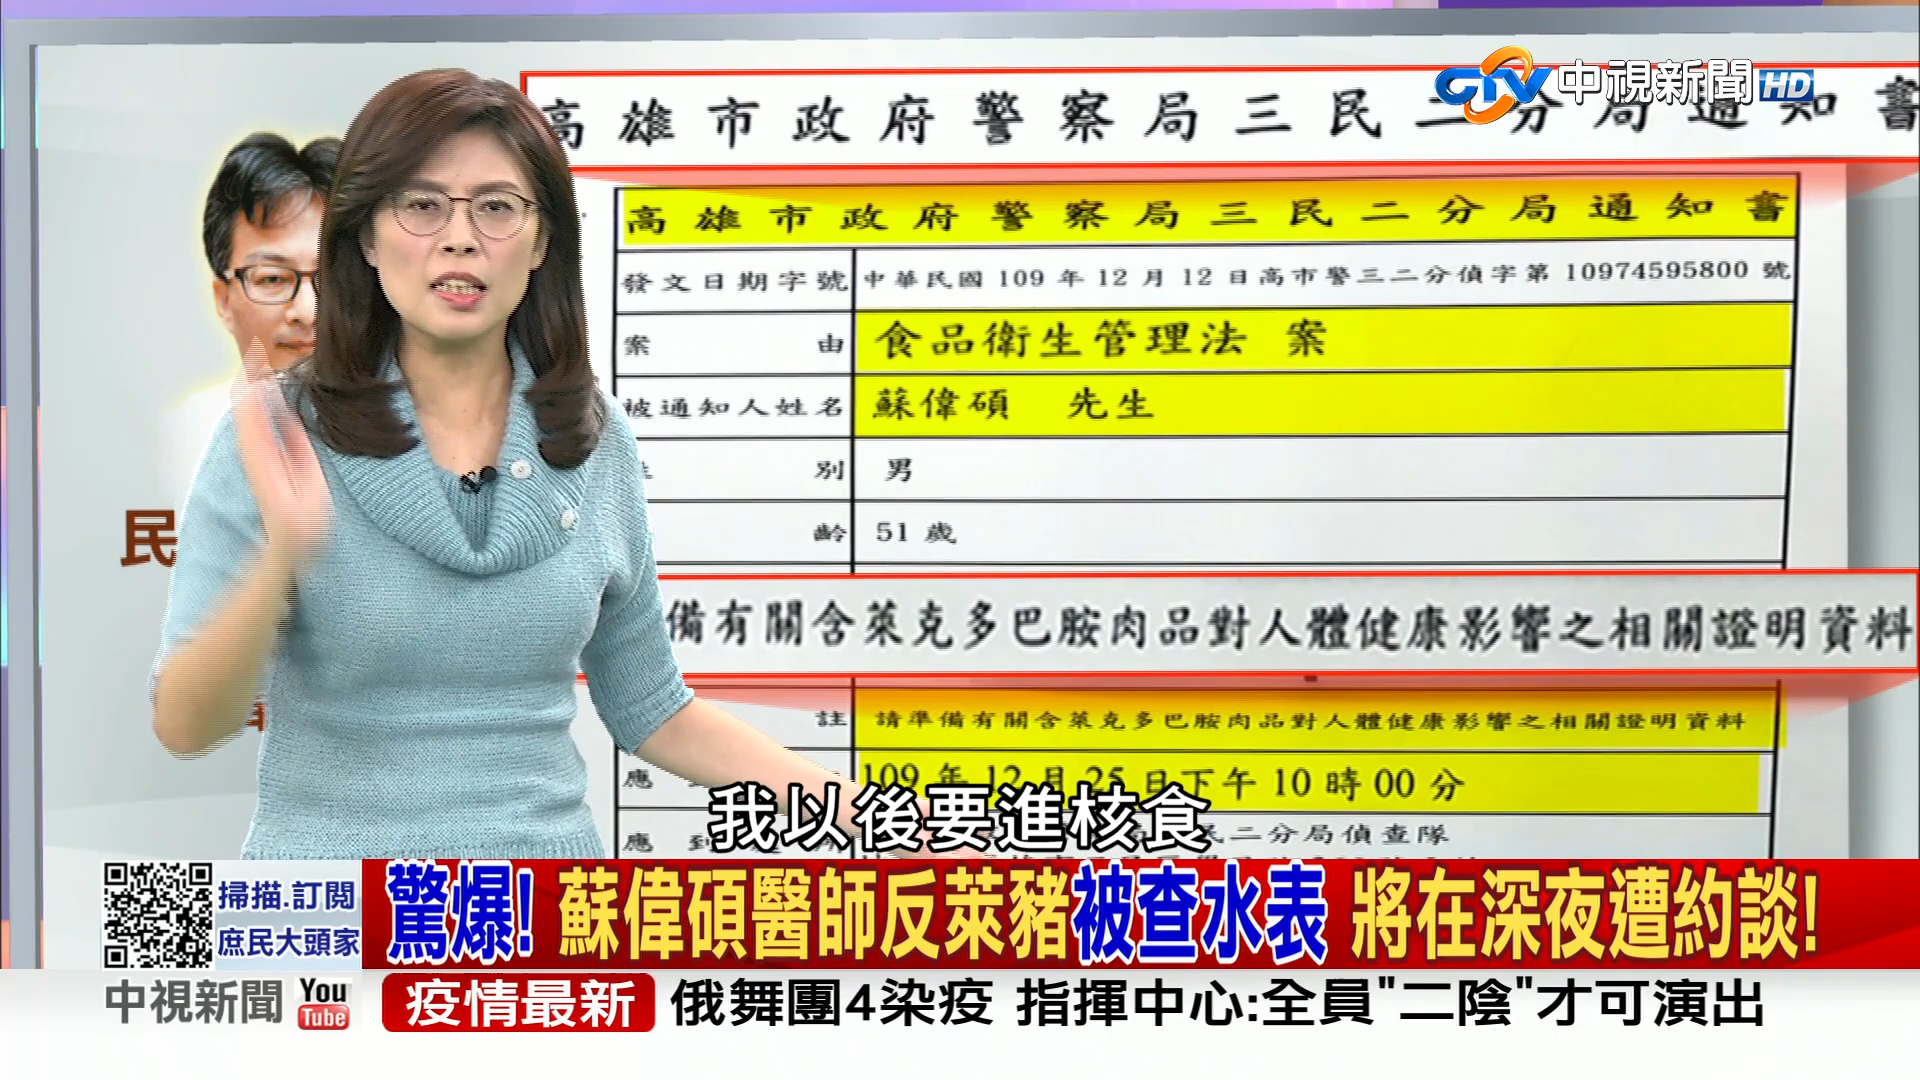 CTV 中視新聞 HD
高雄市政府警察局三民二分局通知書
高雄市政府警察局三民二分局通知書
發文日期字號 中華民國109年12月12日高市警三二分偵字第10974595800號
案由 食品衛生管理法 案
被通知人姓名 蘇偉碩 先生
別 男
齡 51歲
民
備有關含萊克多巴胺肉品對人體健康影響之相關證明資料
註 請準備有關含萊克多巴胺肉品對人體健康影響之相關證明資料
應 109年12月25日下午10時00分
應到 民二分局偵查隊
我以後要進核食
掃描.訂閱
庶民大頭家
驚爆! 蘇偉碩醫師反萊豬被查水表 將在深夜遭約談!
中視新聞 YouTube 疫情最新 俄舞團4染疫 指揮中心:全員"二陰"才可演出